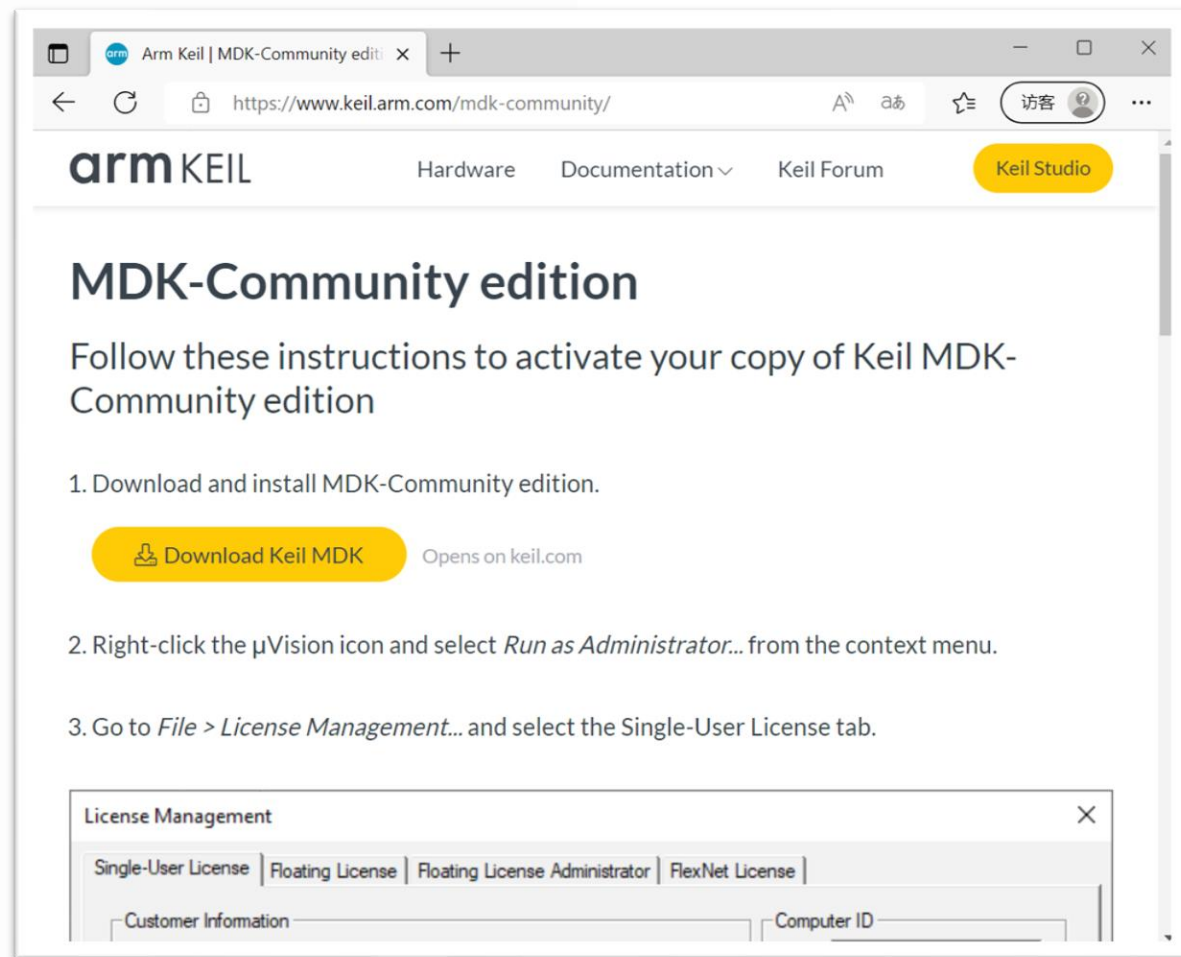 arm Arm Keil | MDK-Community editi
https://www.keil.arm.com/mdk-community/ A aあ 访客
arm KEIL Hardware Documentation Keil Forum Keil Studio
MDK-Community edition
Follow these instructions to activate your copy of Keil MDK-
Community edition
1. Download and install MDK-Community edition.
Download Keil MDK Opens on keil.com
2. Right-click the µVision icon and select Run as Administrator... from the context menu.
3. Go to File > License Management... and select the Single-User License tab.
License Management
Single-User License Floating License Floating License Administrator FlexNet License
Customer Information Computer ID